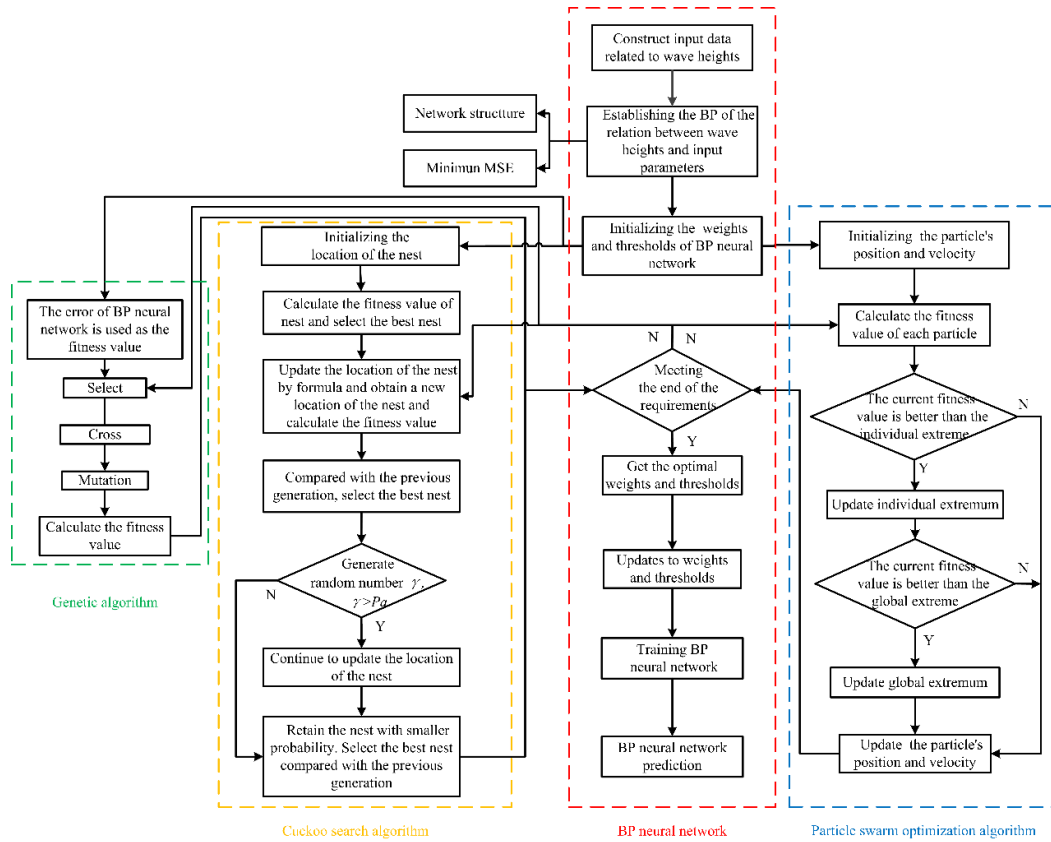 Construct input data
related to wave heights
Network structture
Minimun MSE
Establishing the BP of the
relation between wave
heights and input
parameters
Initializing the weights
and thresholds of BP neural
network
Initializing the
location of the nest
Initializing the particle's
position and velocity
The error of BP neural
network is used as the
fitness value
Select
Cross
Mutation
Calculate the fitness
value
Genetic algorithm
Calculate the fitness value of
nest and select the best nest
Update the location of the nest
by formula and obtain a new
location of the nest and
calculate the fitness value
Compared with the previous
generation, select the best nest
Generate
random number γ ,
γ >Pa
N
Y
Continue to update the location
of the nest
Retain the nest with smaller
probability. Select the best nest
compared with the previous
generation
Cuckoo search algorithm
N
N
Meeting
the end of the
requirements
Y
Get the optimal
weights and thresholds
Updates to weights
and thresholds
Training BP
neural network
BP neural network
prediction
BP neural network
Calculate the fitness
value of each particle
The current fitness
value is better than the
individual extreme
N
Y
Update individual extremum
The current fitness
value is better than the
global extreme
N
Y
Update global extremum
Update the particle's
position and velocity
Particle swarm optimization algorithm